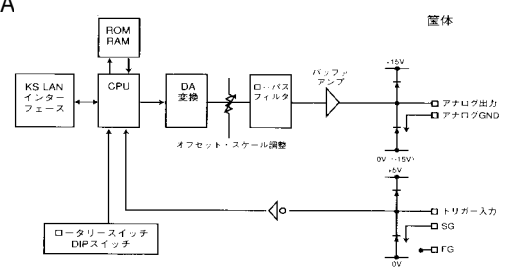 A
筐体
ROM
RAM
KS LAN
インター
フェース
CPU
DA
変換
ローパス
フィルタ
バッファ
アンプ
+15V
アナログ出力
アナログGND
オフセット・スケール調整
0V (-15V)
+5V
トリガー入力
SG
FG
0V
ロータリースイッチ
DIPスイッチ